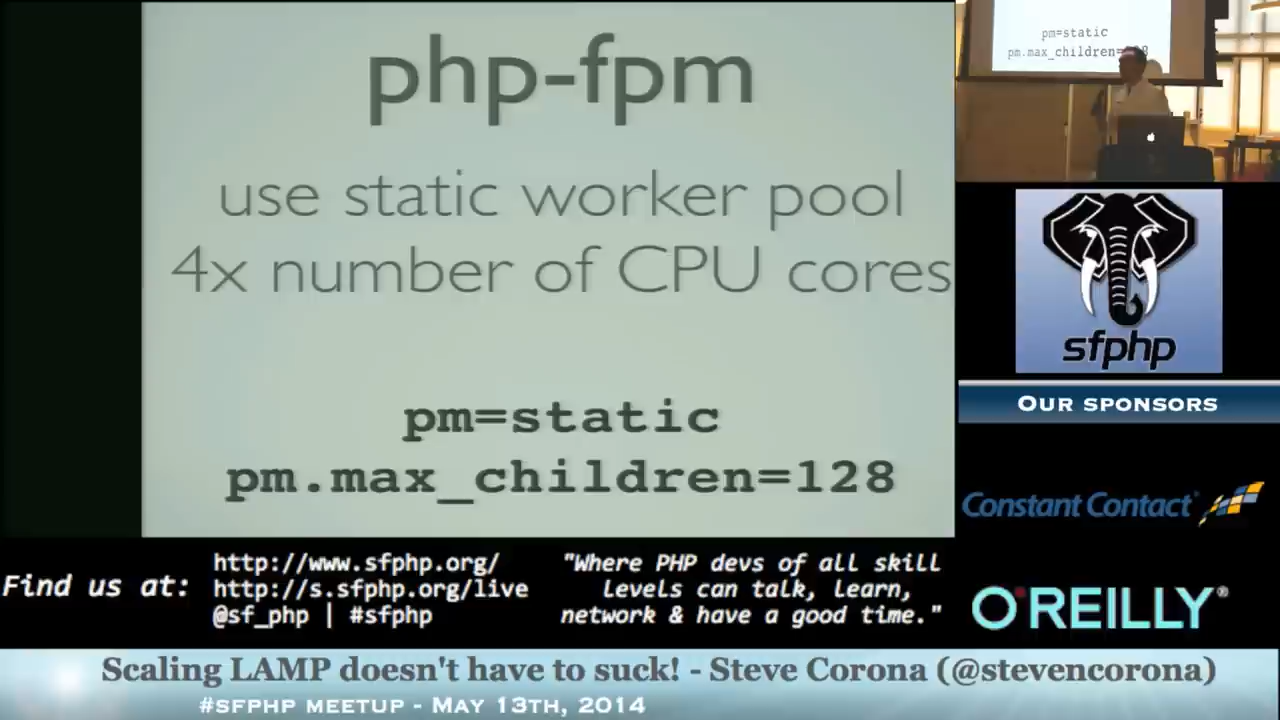 php-fpm
use static worker pool
4x number of CPU cores
pm=static
pm.max_children=128
pm=static
pm.max_children=
sfphp
OUR SPONSORS
Constant Contact
O'REILLY®
Find us at:
http://www.sfphp.org/
http://s.sfphp.org/live
@sf_php | #sfphp
"Where PHP devs of all skill
Levels can talk, learn,
network & have a good time."
Scaling LAMP doesn't have to suck! - Steve Corona (@stevencorona)
#SFPHP MEETUP - MAY 13TH, 2014